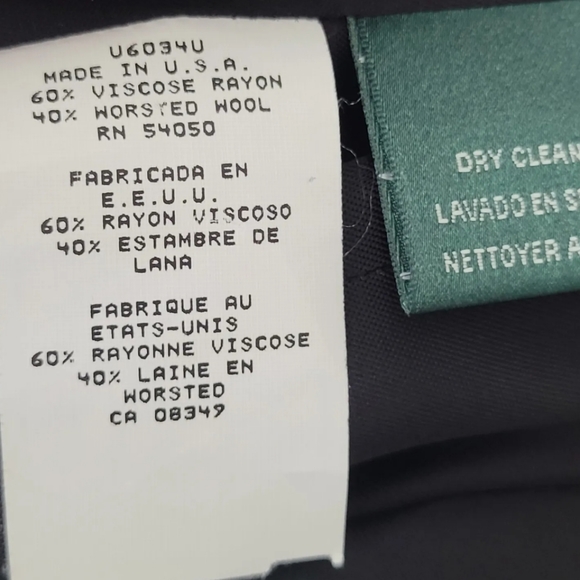 U6034U
MADE IN U.S.A.
60% VISCOSE RAYON
40% WORSTED WOOL
RN 54050
FABRICADA EN
E.E.U.U.
60% RAYON VISCOSO
40% ESTAMBRE DE
LANA
FABRIQUE AU
ETATS-UNIS
60% RAYONNE VISCOSE
40% LAINE EN
WORSTED
CA 08349
DRY CLEAN
LAVADO EN S
NETTOYER A